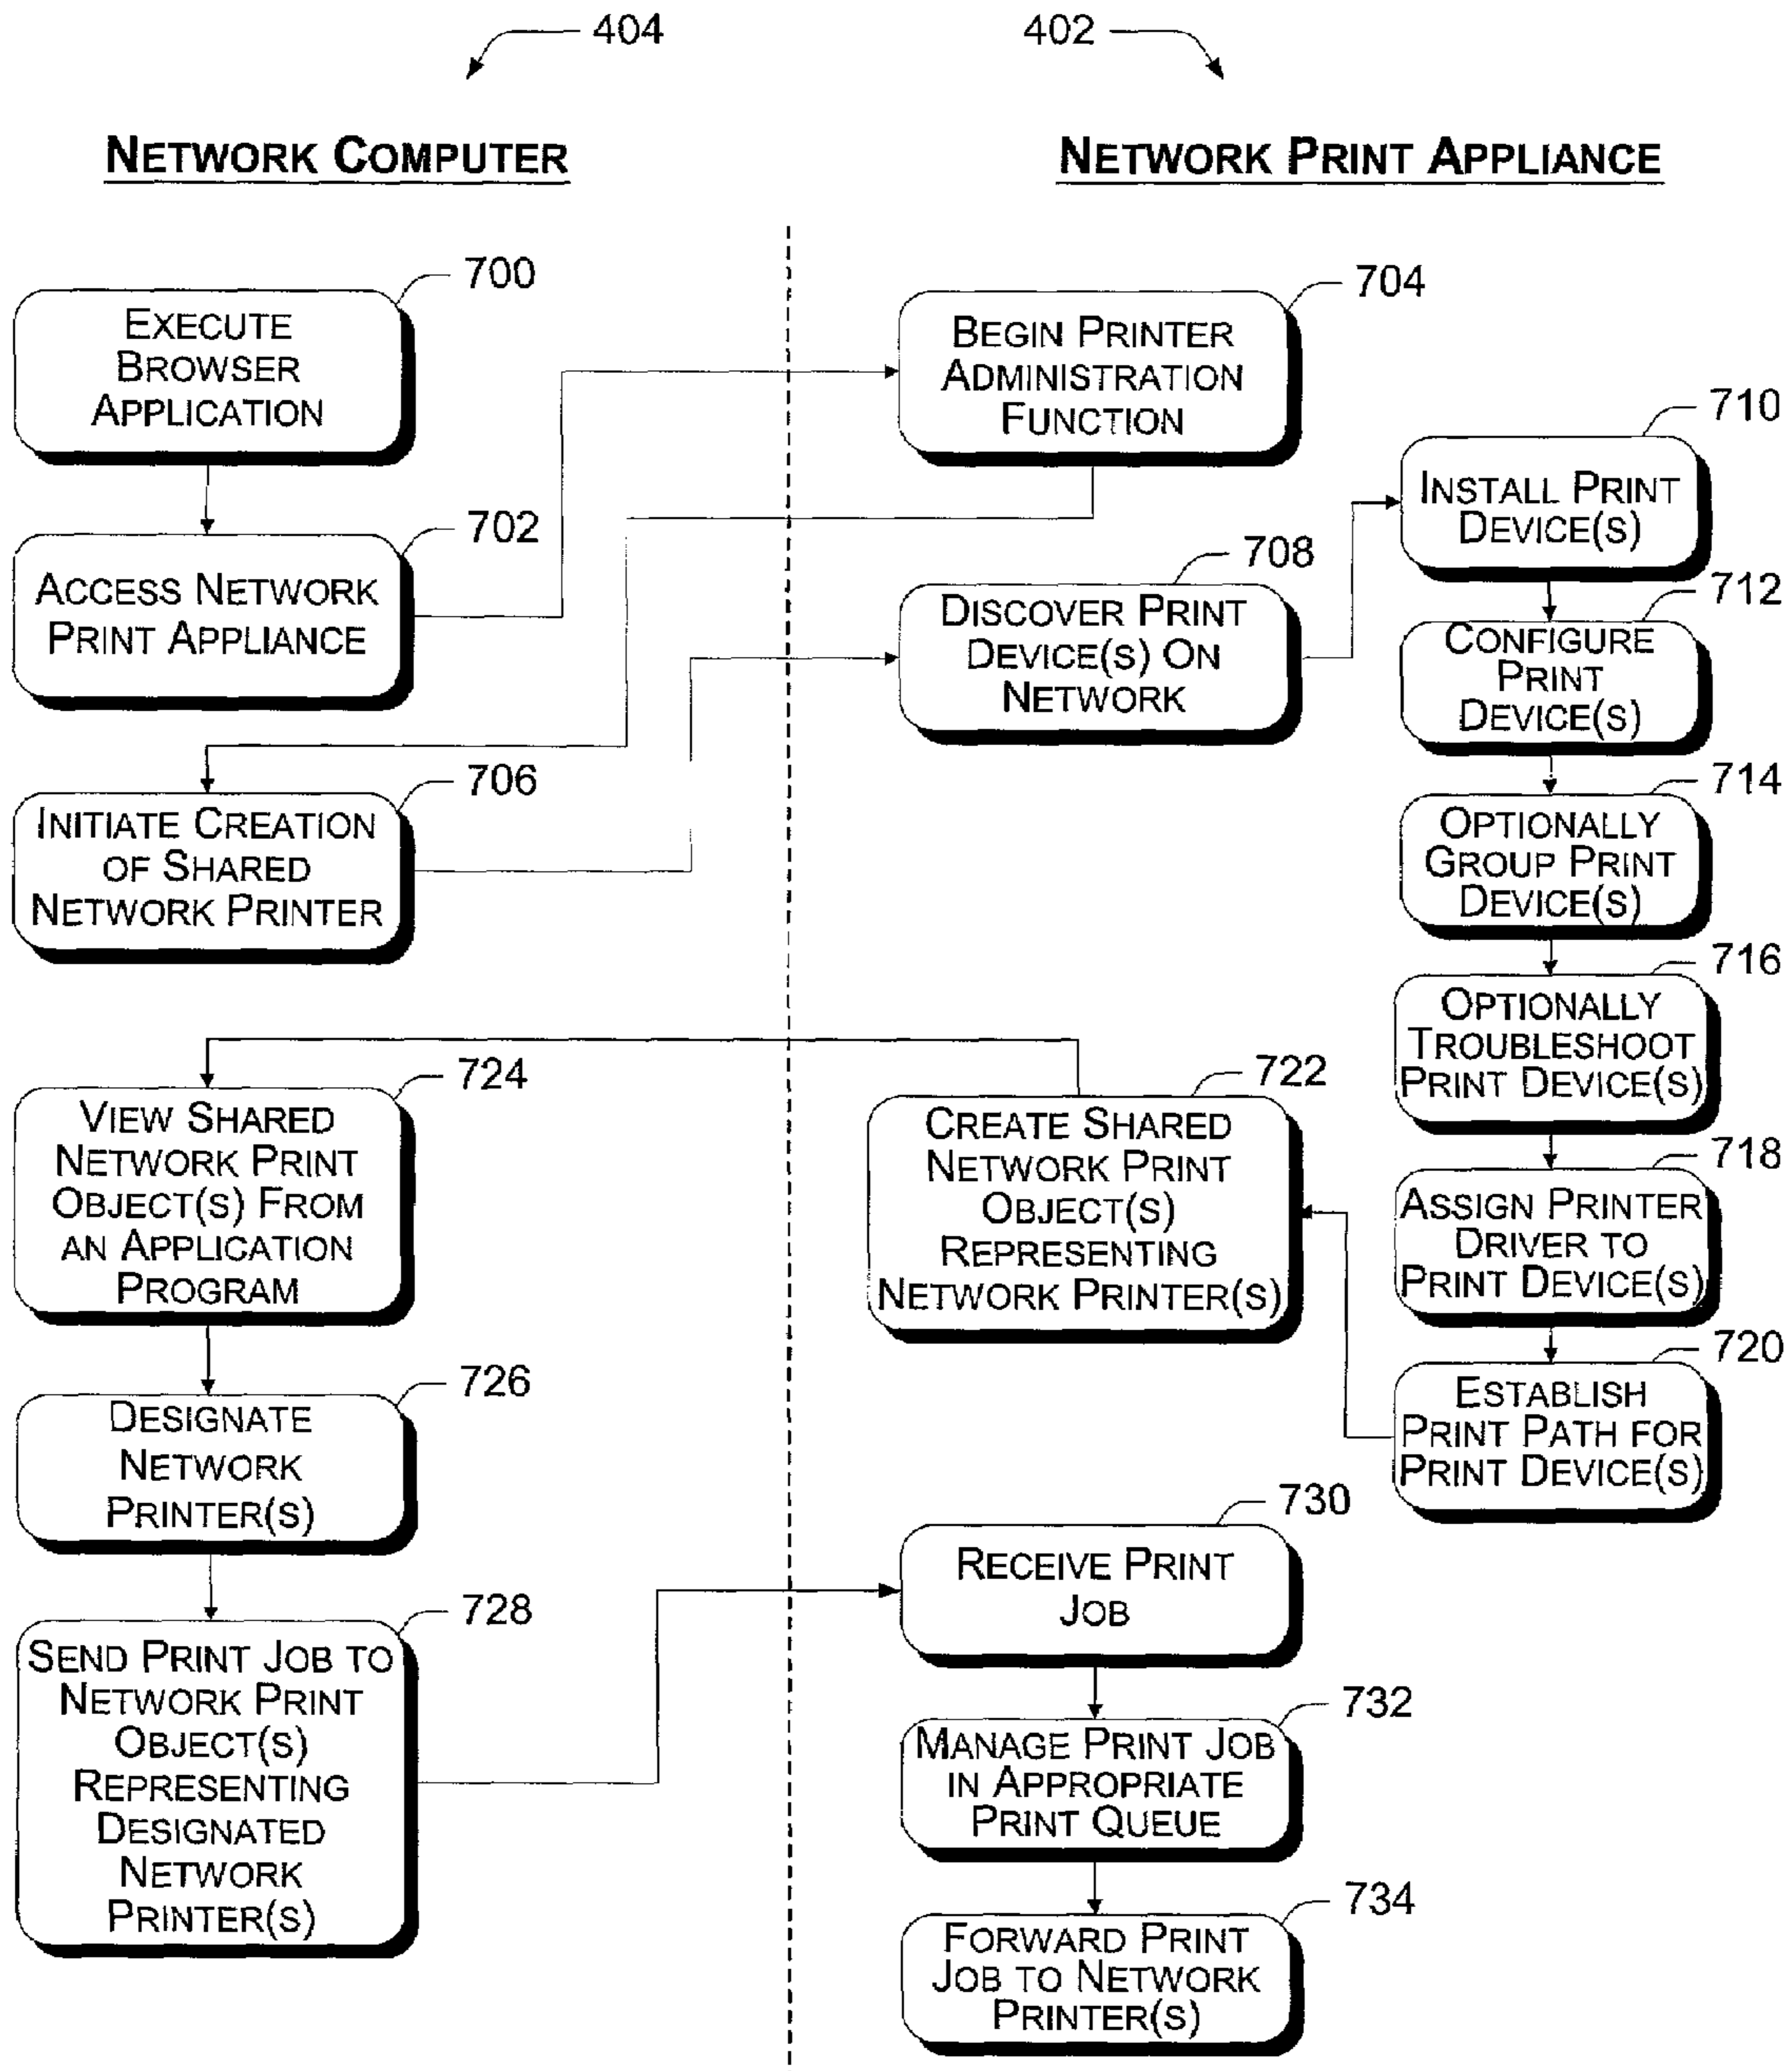 404
402
NETWORK COMPUTER
NETWORK PRINT APPLIANCE
700
EXECUTE
BROWSER
APPLICATION
702
ACCESS NETWORK
PRINT APPLIANCE
704
BEGIN PRINTER
ADMINISTRATION
FUNCTION
706
INITIATE CREATION
OF SHARED
NETWORK PRINTER
708
DISCOVER PRINT
DEVICE(S) ON
NETWORK
710
INSTALL PRINT
DEVICE(S)
712
CONFIGURE
PRINT
DEVICE(S)
714
OPTIONALLY
GROUP PRINT
DEVICE(S)
716
OPTIONALLY
TROUBLESHOOT
PRINT DEVICE(S)
718
ASSIGN PRINTER
DRIVER TO
PRINT DEVICE(S)
720
ESTABLISH
PRINT PATH FOR
PRINT DEVICE(S)
722
CREATE SHARED
NETWORK PRINT
OBJECT(S)
REPRESENTING
NETWORK PRINTER(S)
724
VIEW SHARED
NETWORK PRINT
OBJECT(S) FROM
AN APPLICATION
PROGRAM
726
DESIGNATE
NETWORK
PRINTER(S)
728
SEND PRINT JOB TO
NETWORK PRINT
OBJECT(S)
REPRESENTING
DESIGNATED
NETWORK
PRINTER(S)
730
RECEIVE PRINT
JOB
732
MANAGE PRINT JOB
IN APPROPRIATE
PRINT QUEUE
734
FORWARD PRINT
JOB TO NETWORK
PRINTER(S)